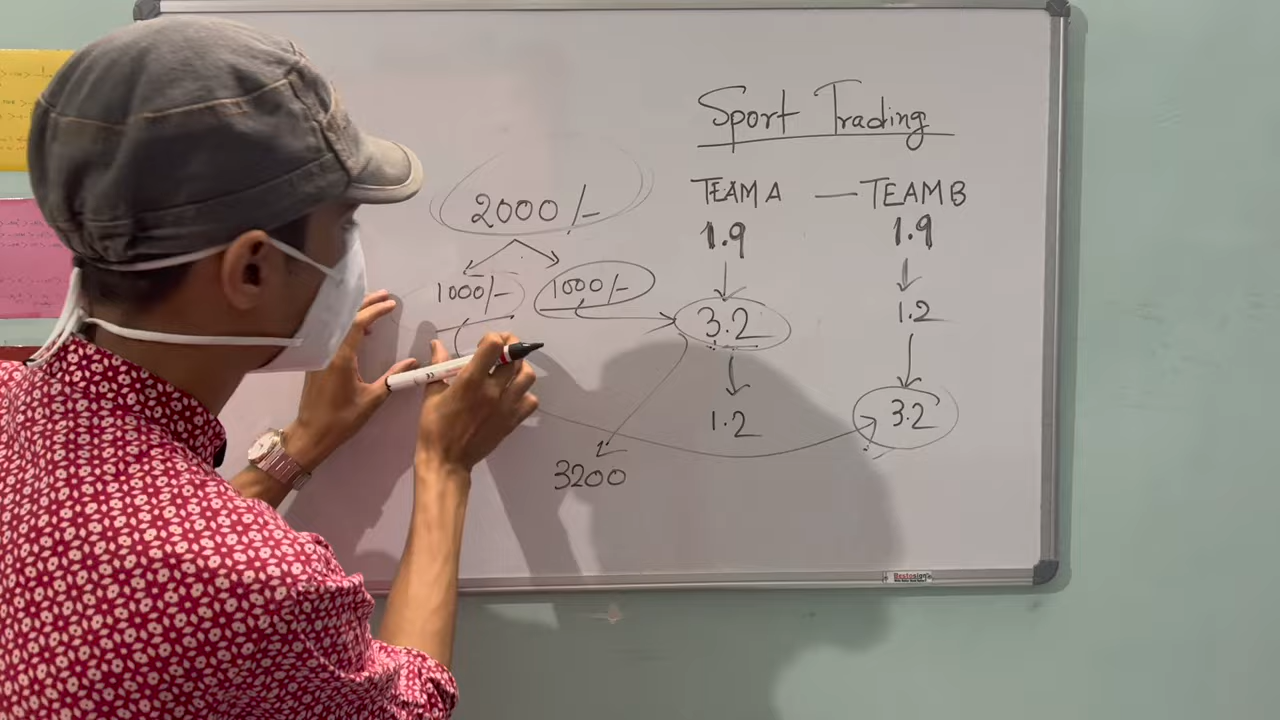 Sport Trading
TEAM A — TEAM B
2000/-
1.9 1.9
1000/- 1000/-
3.2 1.2
1.2 3.2
3200
Bestosign